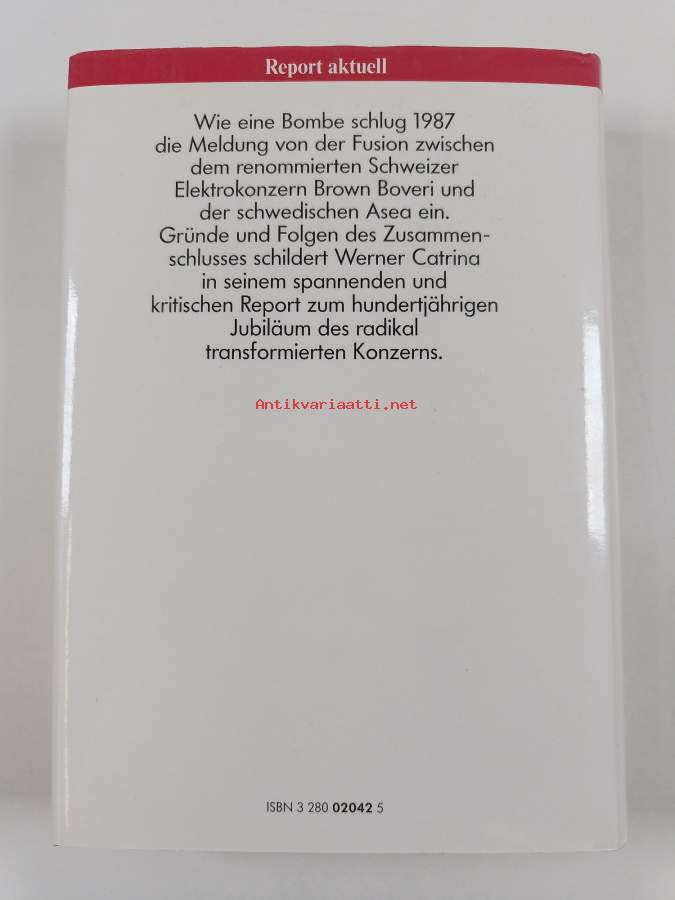 Report aktuell
Wie eine Bombe schlug 1987
die Meldung von der Fusion zwischen
dem renommierten Schweizer
Elektrokonzern Brown Boveri und
der schwedischen Asea ein.
Gründe und Folgen des Zusammen-
schlusses schildert Werner Catrina
in seinem spannenden und
kritischen Report zum hundertjährigen
Jubiläum des radikal
transformierten Konzerns.
Antikvariaatti.net
ISBN 3 280 02042 5